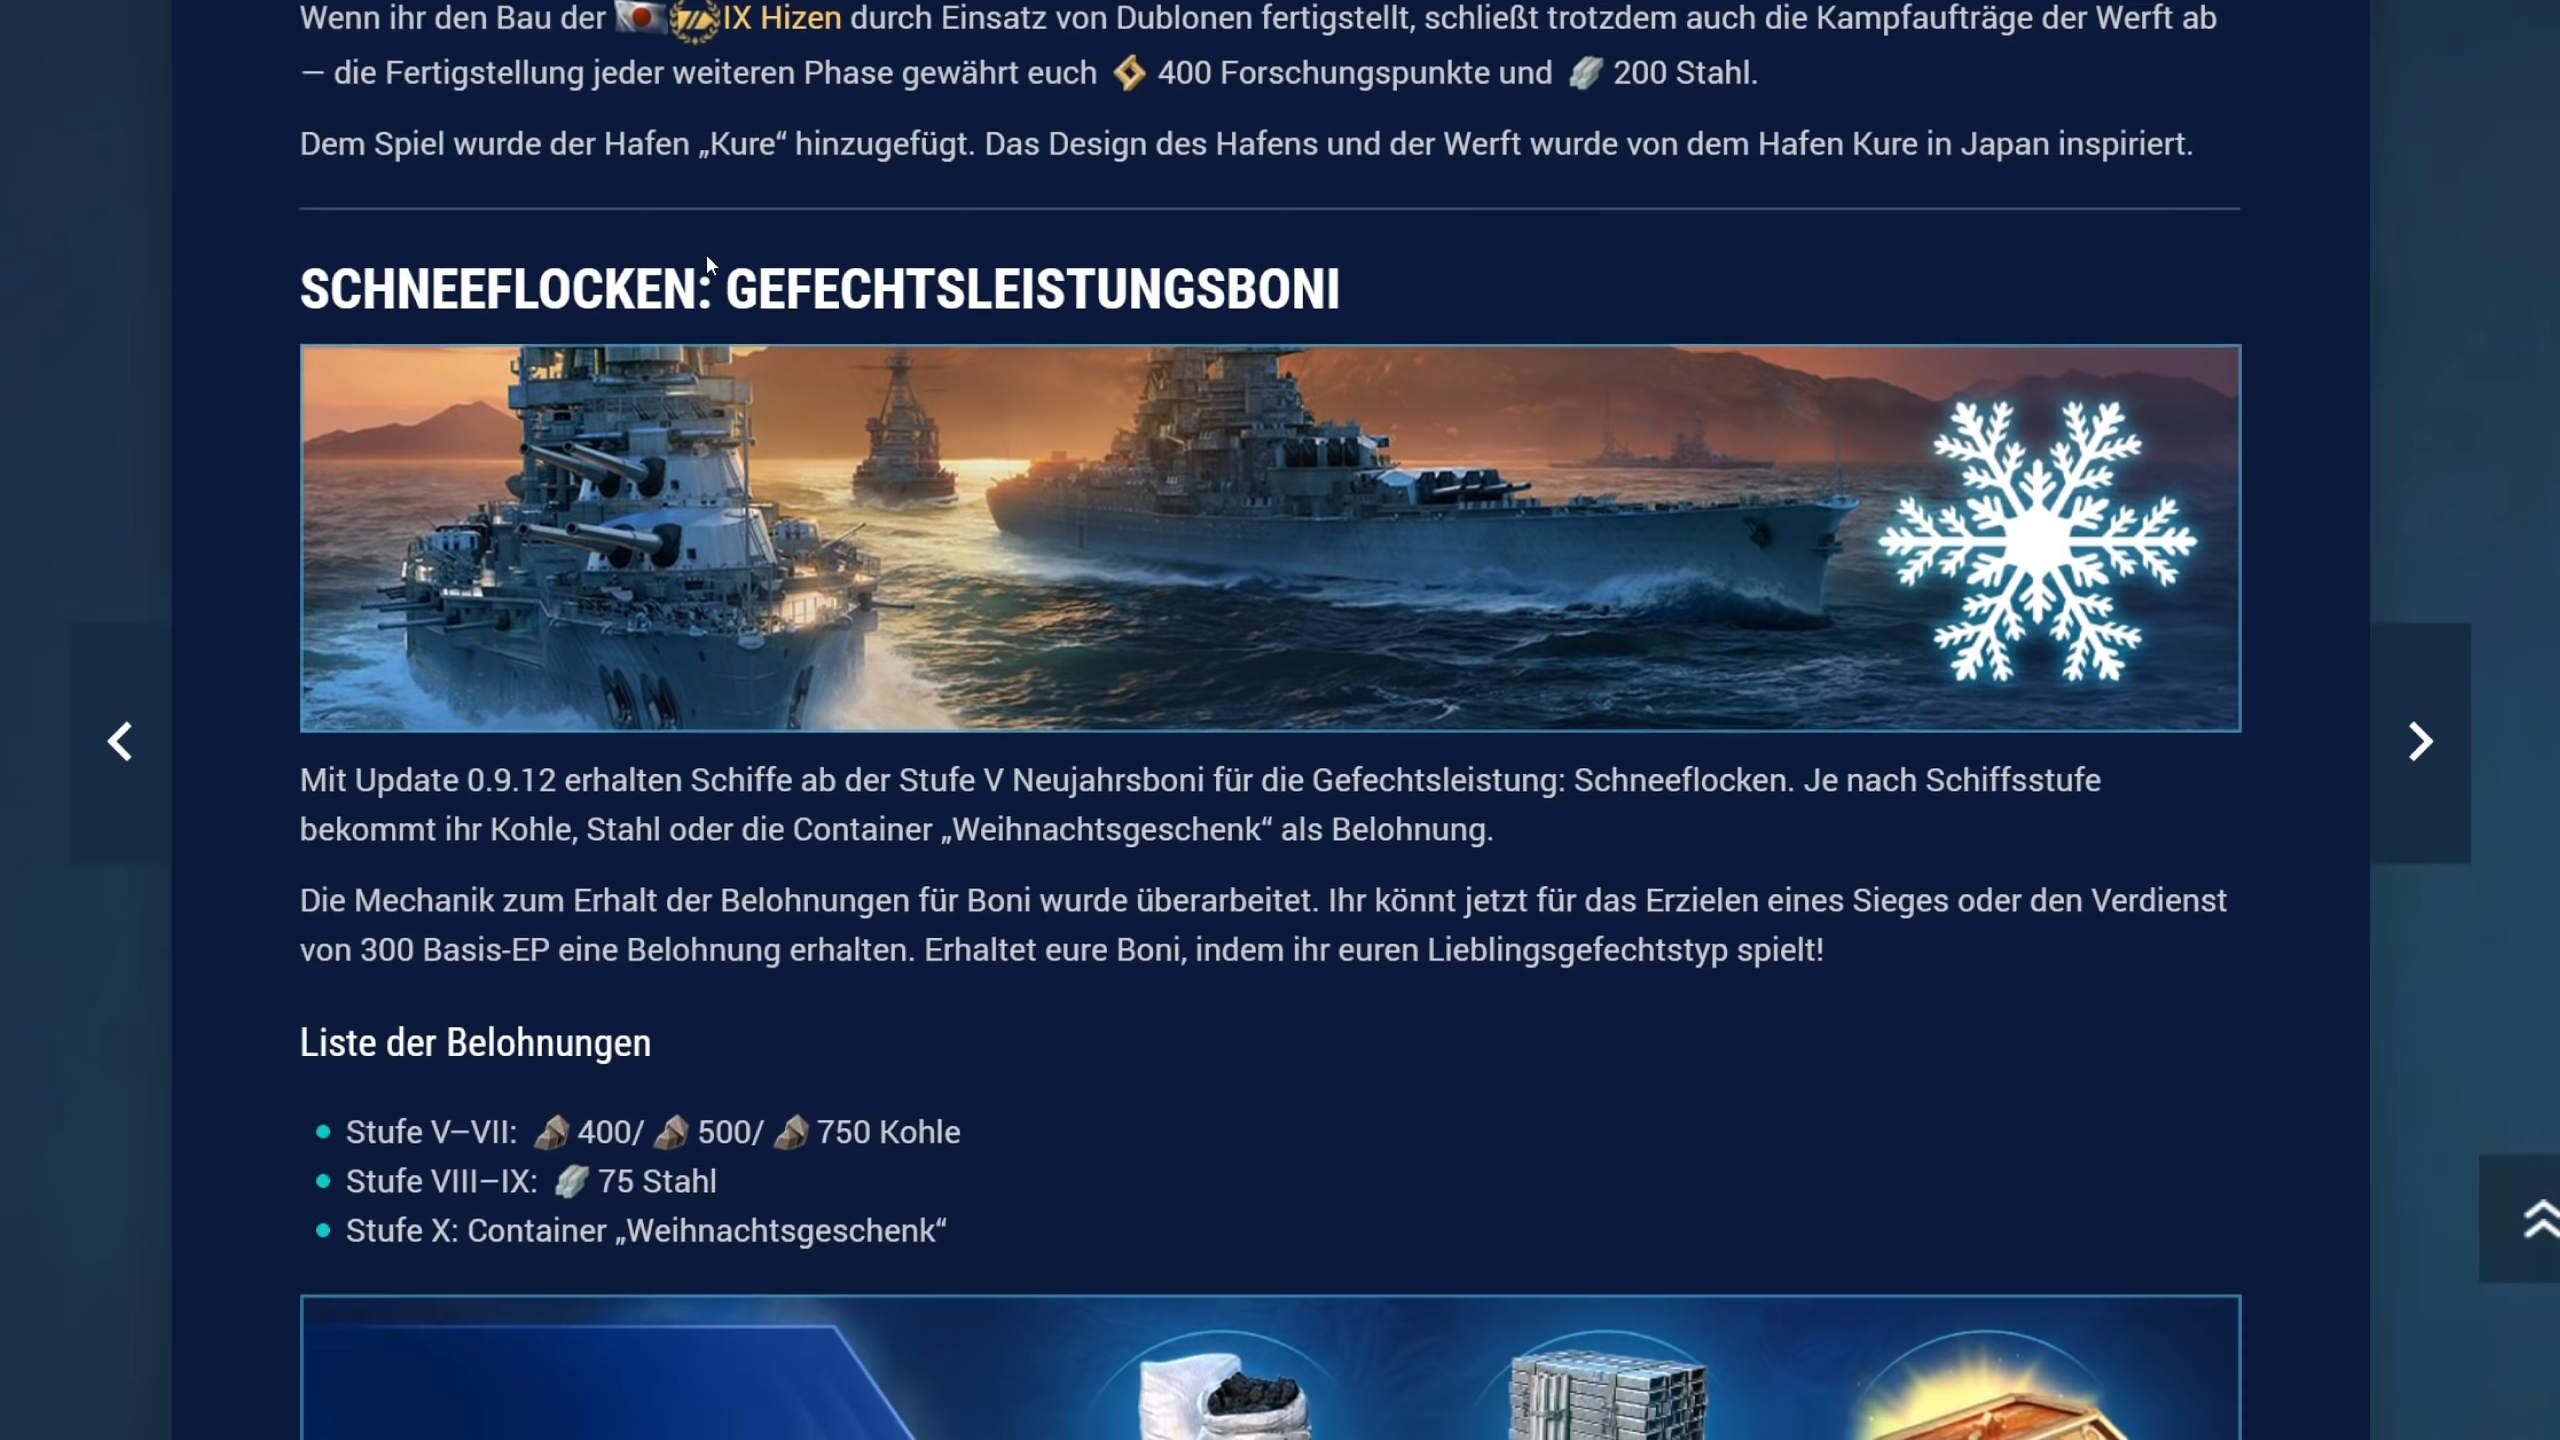 Wenn ihr den Bau der IX Hizen durch Einsatz von Dublonen fertigstellt, schließt trotzdem auch die Kampfaufträge der Werft ab
– die Fertigstellung jeder weiteren Phase gewährt euch 400 Forschungspunkte und 200 Stahl.
Dem Spiel wurde der Hafen „Kure“ hinzugefügt. Das Design des Hafens und der Werft wurde von dem Hafen Kure in Japan inspiriert.
SCHNEEFLOCKEN: GEFECHTSLEISTUNGSBONI
Mit Update 0.9.12 erhalten Schiffe ab der Stufe V Neujahrsboni für die Gefechtsleistung: Schneeflocken. Je nach Schiffsstufe
bekommt ihr Kohle, Stahl oder die Container „Weihnachtsgeschenk“ als Belohnung.
Die Mechanik zum Erhalt der Belohnungen für Boni wurde überarbeitet. Ihr könnt jetzt für das Erzielen eines Sieges oder den Verdienst
von 300 Basis-EP eine Belohnung erhalten. Erhaltet eure Boni, indem ihr euren Lieblingsgefechtstyp spielt!
Liste der Belohnungen
Stufe V–VII: 400/ 500/ 750 Kohle
Stufe VIII–IX: 75 Stahl
Stufe X: Container „Weihnachtsgeschenk“